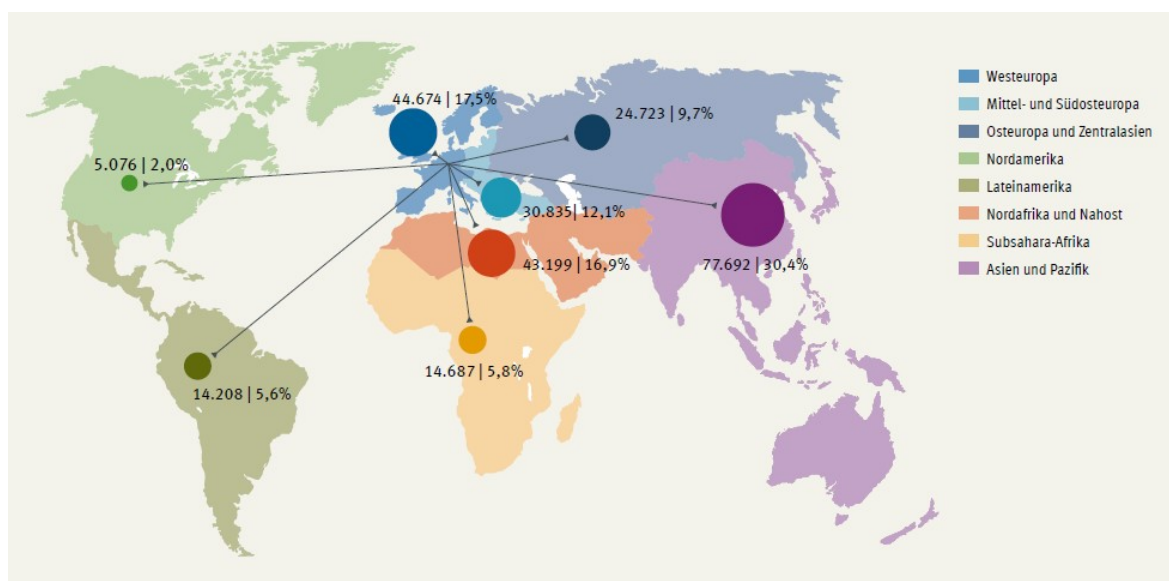 Westeuropa
44.674 | 17,5%
24.723 | 9,7%
Mittel- und Südosteuropa
Osteuropa und Zentralasien
5.076 | 2,0%
Nordamerika
Lateinamerika
30.835 | 12,1%
Nordafrika und Nahost
Subsahara-Afrika
43.199 | 16,9%
77.692 | 30,4%
Asien und Pazifik
14.687 | 5,8%
14.208 | 5,6%